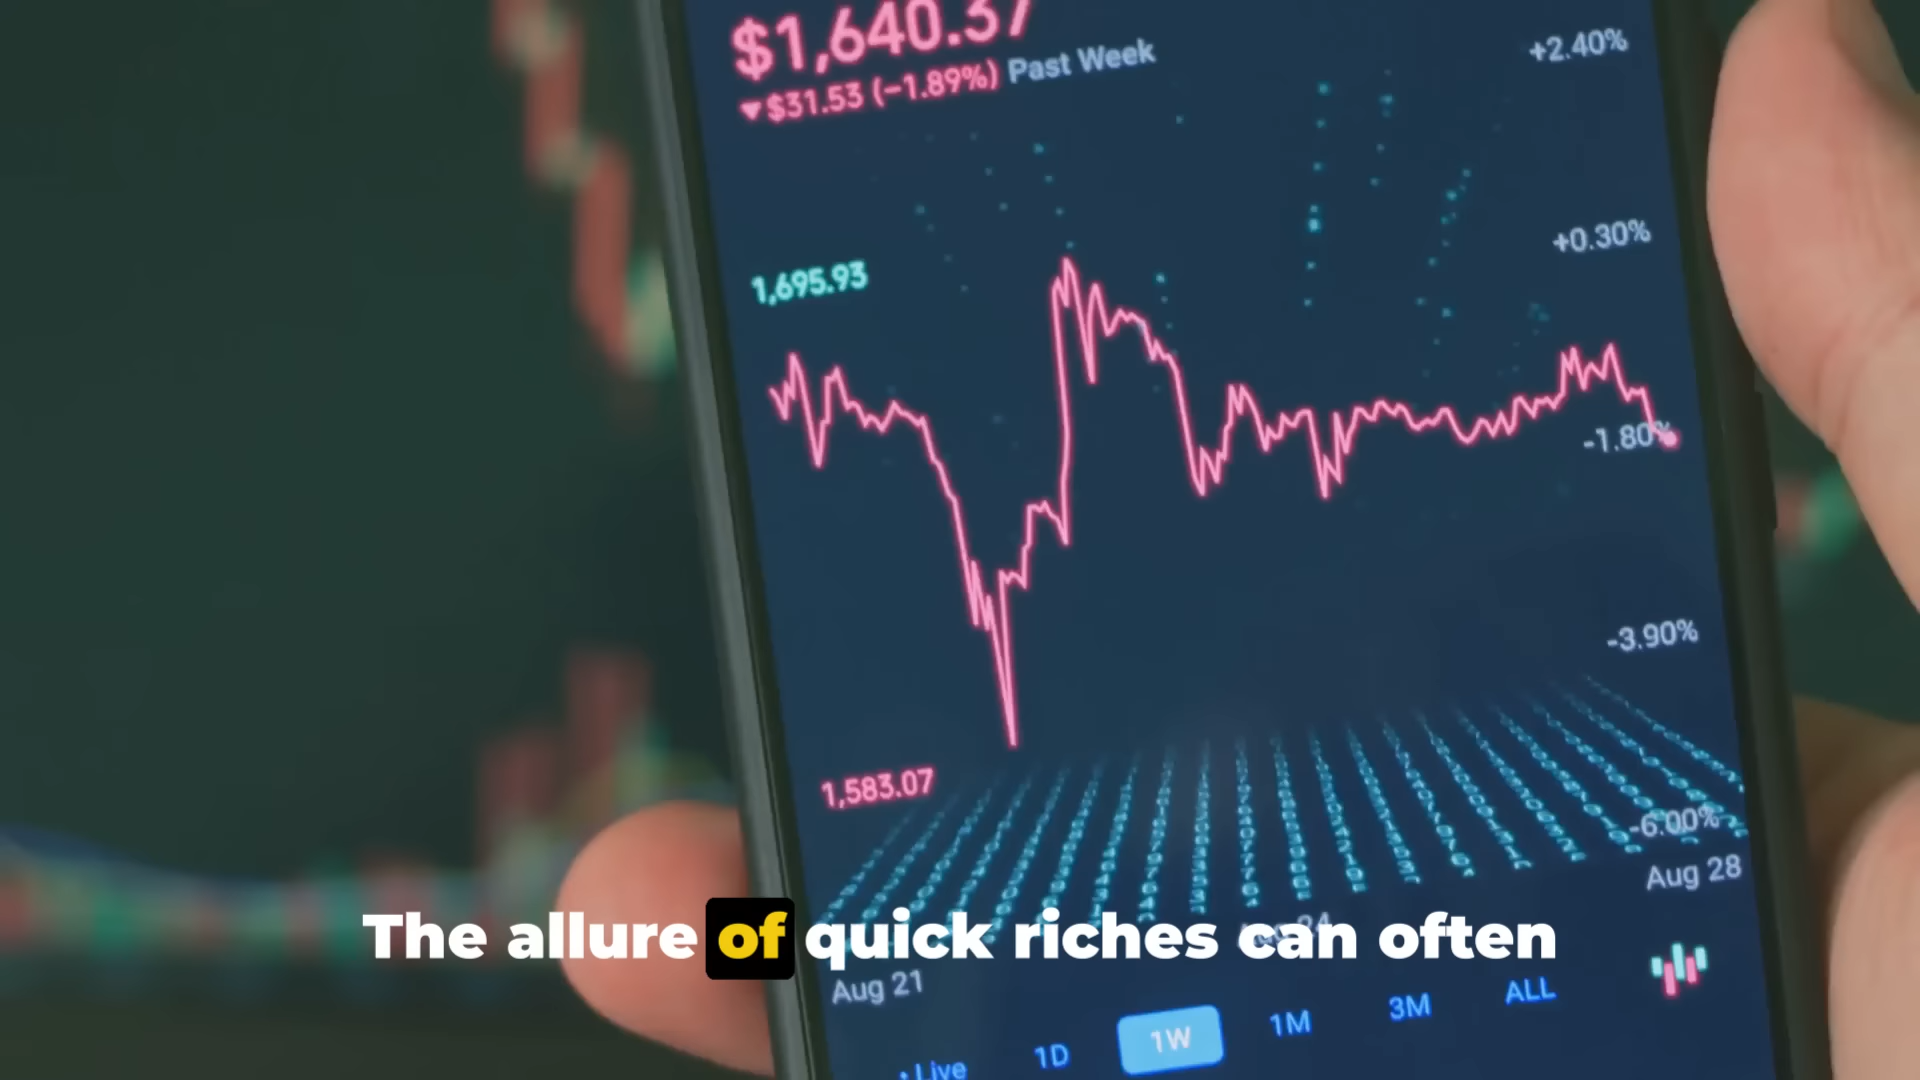 $1,640.37
▼$31.53 (-1.89%) Past Week
+2.40%
+0.30%
1,695.93
-1.80%
-3.90%
1,583.07
-6.00%
Aug 28
The allure of quick riches can often
Aug 21
Live 1D 1W 1M 3M ALL